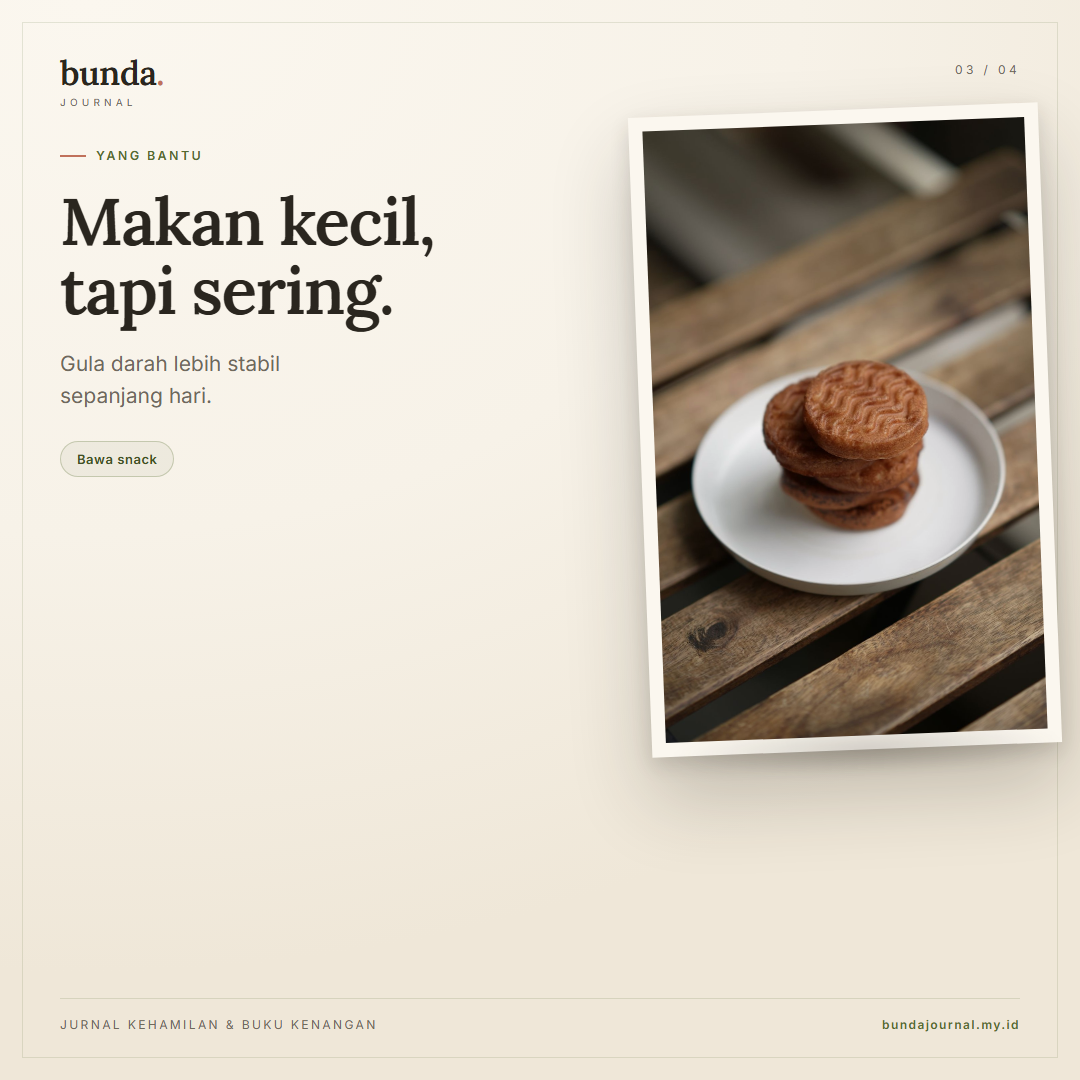 bunda.
JOURNAL
03 / 04
YANG BANTU
Makan kecil,
tapi sering.
Gula darah lebih stabil
sepanjang hari.
Bawa snack
JURNAL KEHAMILAN & BUKU KENANGAN
bundajournal.my.id